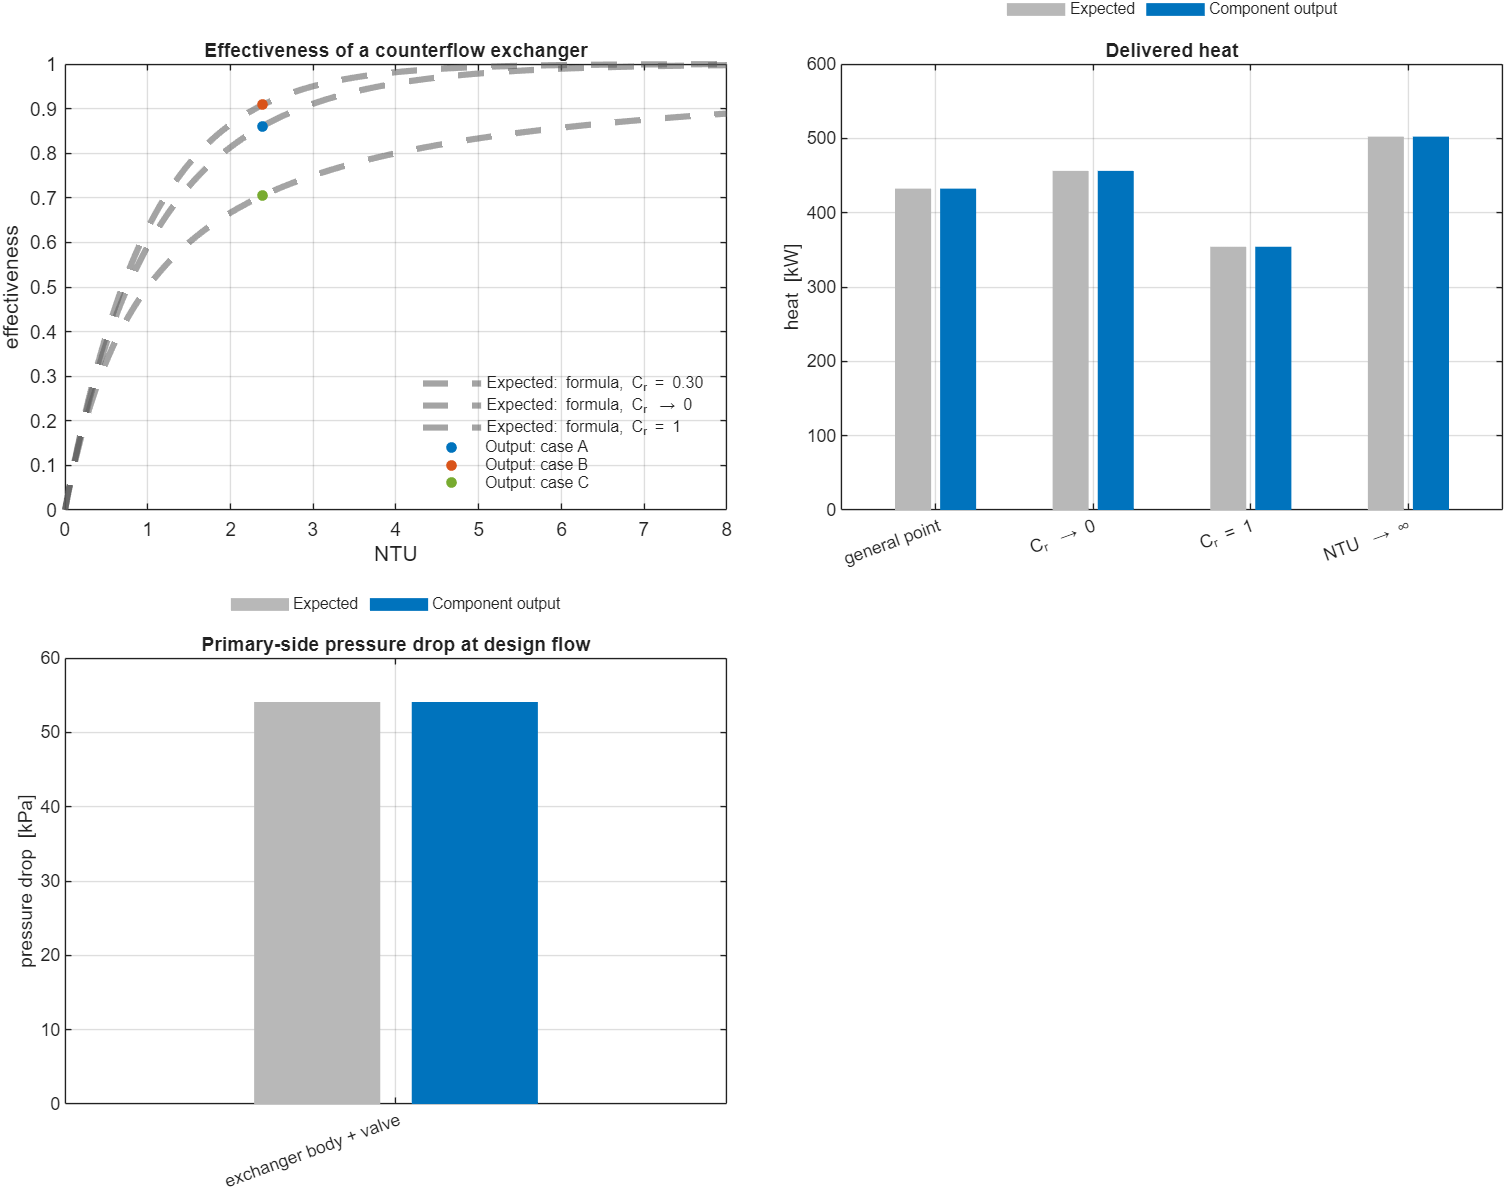 Effectiveness of a counterflow exchanger
1
0.9
0.8
0.7
0.6
0.5
0.4
0.3
0.2
0.1
0
effectiveness
Expected: formula, Cr = 0.30
Expected: formula, Cr → 0
Expected: formula, Cr = 1
Output: case A
Output: case B
Output: case C
0 1 2 3 4 5 6 7 8
NTU
Expected Component output
Delivered heat
600
500
400
300
200
100
0
heat [kW]
general point
Cr → 0
Cr = 1
NTU → ∞
Expected Component output
Primary-side pressure drop at design flow
60
50
40
30
20
10
0
pressure drop [kPa]
exchanger body + valve